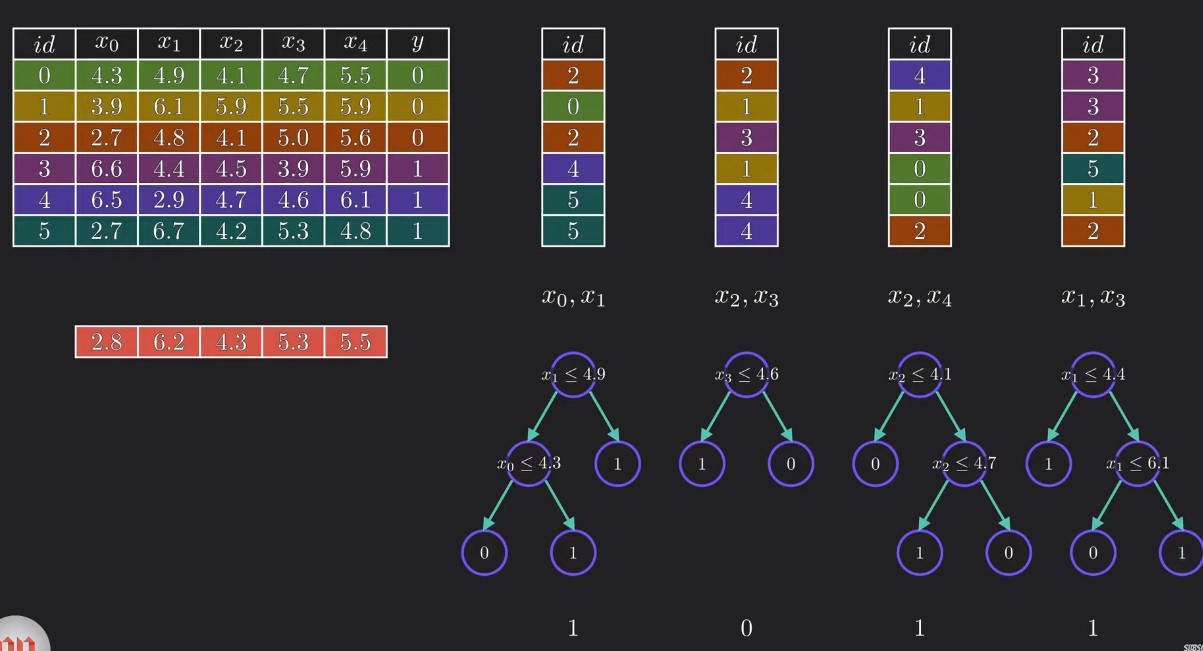 id x₀ x₁ x₂ x₃ x₄ y
0 4.3 4.9 4.1 4.7 5.5 0
1 3.9 6.1 5.9 5.5 5.9 0
2 2.7 4.8 4.1 5.0 5.6 0
3 6.6 4.4 4.5 3.9 5.9 1
4 6.5 2.9 4.7 4.6 6.1 1
5 2.7 6.7 4.2 5.3 4.8 1
id id id id
2 2 4 3
0 1 1 3
2 3 3 2
4 1 0 5
5 4 0 1
5 4 2 2
x₀, x₁ x₂, x₃ x₂, x₄ x₁, x₃
2.8 6.2 4.3 5.3 5.5
x₁ ≤ 4.9 x₃ ≤ 4.6 x₂ ≤ 4.1 x₁ ≤ 4.4
x₀ ≤ 4.3 1 1 0 0 x₂ ≤ 4.7 1 x₁ ≤ 6.1
0 1 1 0 0 1
1 0 1 1